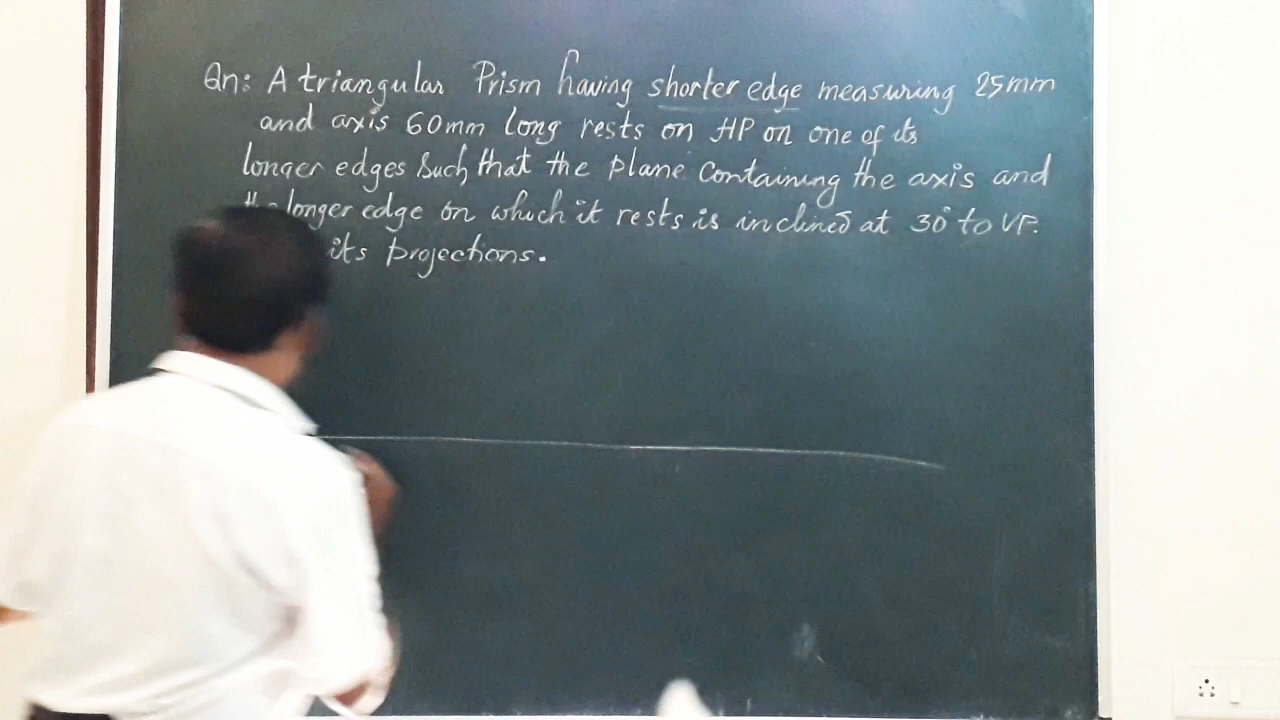 Qn: A triangular Prism having shorter edge measuring 25mm
and axis 60mm long rests on HP on one of its
longer edges Such that the plane Containing the axis and
longer edge on which it rests is inclined at 30° to VP.
its projections.